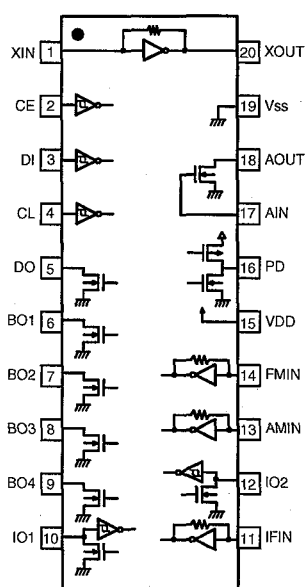 XIN 1 20 XOUT
CE 2 19 Vss
DI 3 18 AOUT
CL 4 17 AIN
DO 5 16 PD
BO1 6 15 VDD
BO2 7 14 FMIN
BO3 8 13 AMIN
BO4 9 12 IO2
IO1 10 11 IFIN